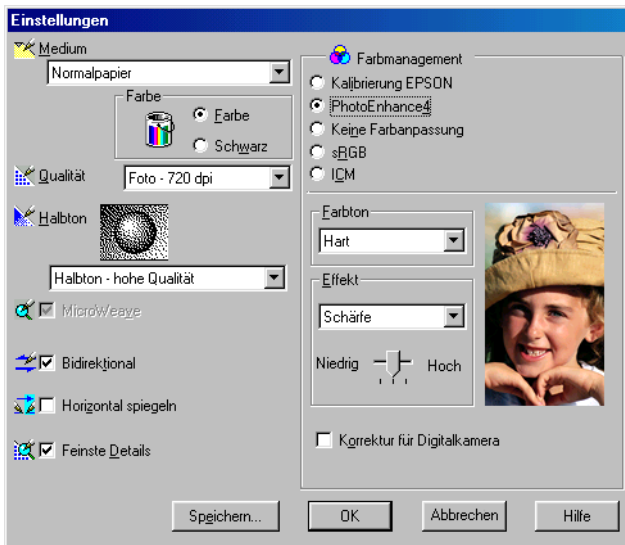 Einstellungen
Medium
Normalpapier
Farbe
Farbe
Schwarz
Qualität
Foto - 720 dpi
Halbton
Halbton - hohe Qualität
MicroWeave
Bidirektional
Horizontal spiegeln
Feinste Details
Farbmanagement
Kalibrierung EPSON
PhotoEnhance4
Keine Farbanpassung
sRGB
ICM
Farbton
Hart
Effekt
Schärfe
Niedrig Hoch
Korrektur für Digitalkamera
Speichern... OK Abbrechen Hilfe